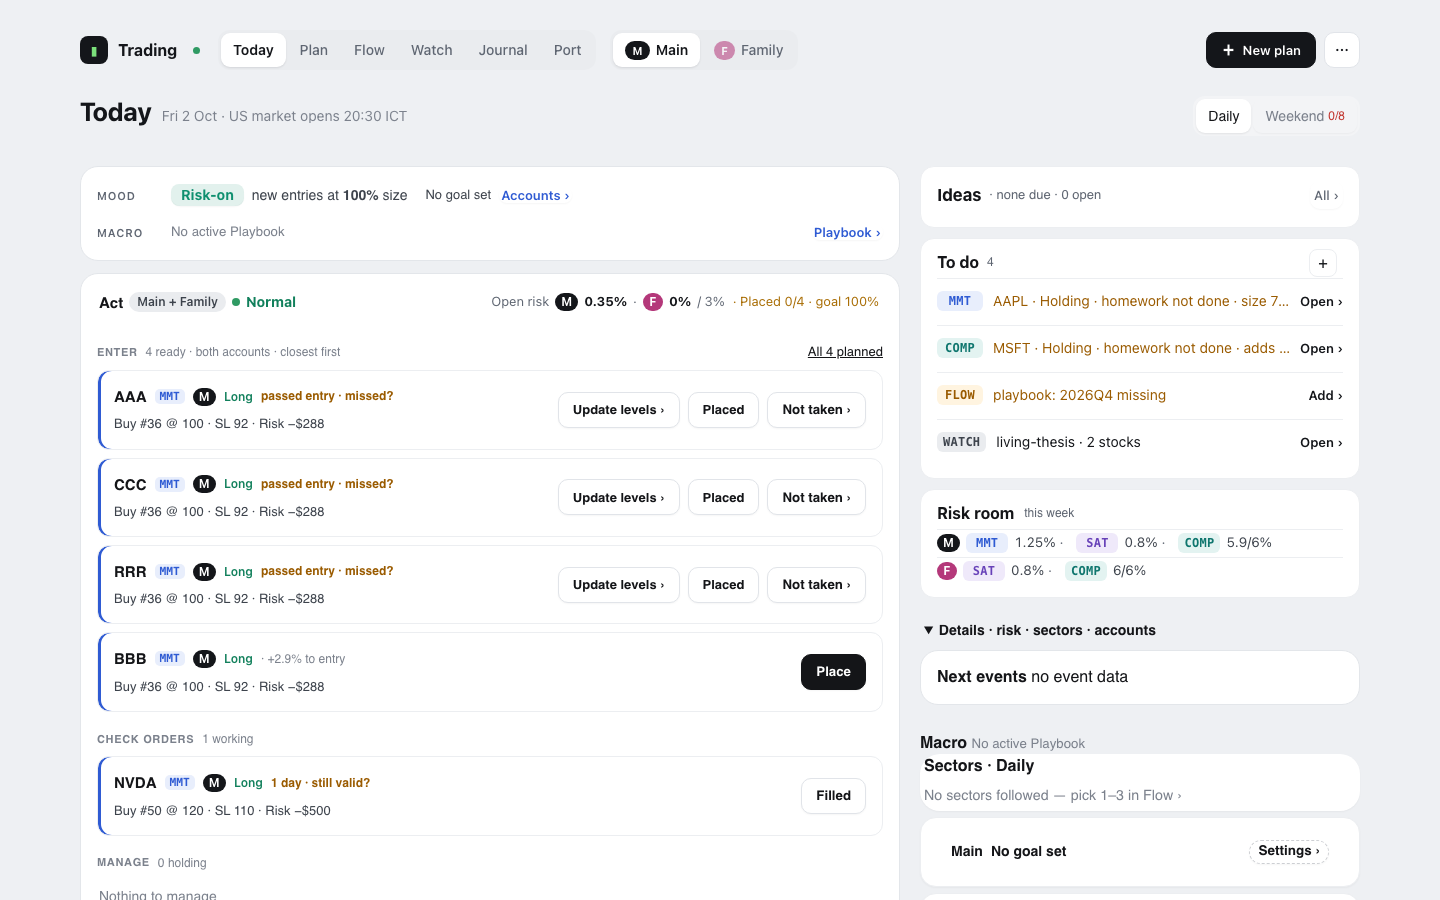 Trading
Today Plan Flow Watch Journal Port
M Main F Family
+ New plan
···
Today Fri 2 Oct · US market opens 20:30 ICT
Daily Weekend 0/8
MOOD Risk-on new entries at 100% size No goal set Accounts ›
MACRO No active Playbook Playbook ›
Act Main + Family Normal Open risk M 0.35% · F 0% / 3% · Placed 0/4 · goal 100%
ENTER 4 ready · both accounts · closest first All 4 planned
AAA MMT M Long passed entry · missed?
Buy #36 @ 100 · SL 92 · Risk −$288
Update levels › Placed Not taken ›
CCC MMT M Long passed entry · missed?
Buy #36 @ 100 · SL 92 · Risk −$288
Update levels › Placed Not taken ›
RRR MMT M Long passed entry · missed?
Buy #36 @ 100 · SL 92 · Risk −$288
Update levels › Placed Not taken ›
BBB MMT M Long · +2.9% to entry
Buy #36 @ 100 · SL 92 · Risk −$288
Place
CHECK ORDERS 1 working
NVDA MMT M Long 1 day · still valid?
Buy #50 @ 120 · SL 110 · Risk −$500
Filled
MANAGE 0 holding
Nothing to manage
Ideas · none due · 0 open All ›
To do 4 +
MMT AAPL · Holding · homework not done · size 7... Open ›
COMP MSFT · Holding · homework not done · adds ... Open ›
FLOW playbook: 2026Q4 missing Add ›
WATCH living-thesis · 2 stocks Open ›
Risk room this week
M MMT 1.25% · SAT 0.8% · COMP 5.9/6%
F SAT 0.8% · COMP 6/6%
▼ Details · risk · sectors · accounts
Next events no event data
Macro No active Playbook
Sectors · Daily
No sectors followed — pick 1–3 in Flow ›
Main No goal set Settings ›